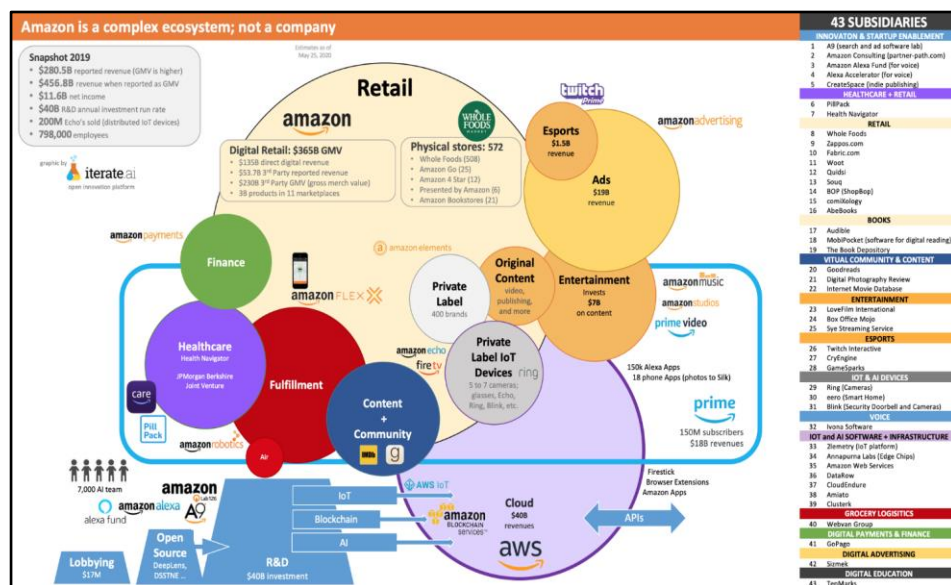 Amazon is a complex ecosystem; not a company
Snapshot 2019
• $280.5B reported revenue (GMV is higher)
• $456.8B revenue when reported as GMV
• $11.6B net income
• $40B R&D annual investment run rate
• 200M Echo's sold (distributed IoT devices)
• 798,000 employees
graphic by
iterate.ai
open innovation platform
Estimates as of
May 25, 2020
Retail
amazon
Digital Retail: $365B GMV
• $135B direct digital revenue
• $53.7B 3rd Party reported revenue
• $230B 3rd Party GMV (gross merch value)
• 3B products in 11 marketplaces
WHOLE
FOODS
MARKET
Physical stores: 572
• Whole Foods (508)
• Amazon Go (25)
• Amazon 4 Star (12)
• Presented by Amazon (6)
• Amazon Bookstores (21)
twitch
Esports
$1.5B
revenue
amazonadvertising
Ads
$19B
revenue
amazonpayments
Finance
amazon FLEX
amazon elements
Private
Label
400 brands
Original
Content
video,
publishing,
and more
Entertainment
Invests
$7B
on content
amazonmusic
amazonstudios
prime video
Healthcare
Health Navigator
JPMorgan Berkshire
Joint Venture
care
Pill
Pack
Fulfillment
amazonrobotics
Air
amazonecho
firetv
Private
Label IoT
Devices
5 to 7 cameras;
glasses, Echo,
Ring, Blink, etc.
ring
Content
+
Community
IMDb
g
150k Alexa Apps
18 phone Apps (photos to Silk)
prime
150M subscribers
$18B revenues
7,000 AI team
alexa fund
amazon alexa
amazon
Lab126
A9
AWS IoT
IoT
Blockchain
AI
amazon
BLOCKCHAIN
services
Cloud
$40B
revenues
aws
Firestick
Browser Extensions
Amazon Apps
APIs
Lobbying
$17M
Open
Source
DeepLens,
DSSTNE ...
R&D
$40B investment
43 SUBSIDIARIES
INNOVATON & STARTUP ENABLEMENT
1 A9 (search and ad software lab)
2 Amazon Consulting (partner-path.com)
3 Amazon Alexa Fund (for voice)
4 Alexa Accelerator (for voice)
5 CreateSpace (indie publishing)
HEALTHCARE + RETAIL
6 PillPack
7 Health Navigator
RETAIL
8 Whole Foods
9 Zappos.com
10 Fabric.com
11 Woot
12 Quidsi
13 Souq
14 BOP (ShopBop)
15 comiXology
16 AbeBooks
BOOKS
17 Audible
18 MobiPocket (software for digital reading)
19 The Book Depository
VITUAL COMMUNITY & CONTENT
20 Goodreads
21 Digital Photography Review
22 Internet Movie Database
ENTERTAINMENT
23 LoveFilm International
24 Box Office Mojo
25 Sye Streaming Service
ESPORTS
26 Twitch Interactive
27 CryEngine
28 GameSparks
IOT & AI DEVICES
29 Ring (Cameras)
30 eero (Smart Home)
31 Blink (Security Doorbell and Cameras)
VOICE
32 Ivona Software
IOT and AI SOFTWARE + INFRASTRUCTURE
33 2lemetry (IoT platform)
34 Annapurna Labs (Edge Chips)
35 Amazon Web Services
36 DataRow
37 CloudEndure
38 Amiato
39 Clusterk
GROCERY LOGISITICS
40 Webvan Group
DIGITAL PAYMENTS & FINANCE
41 GoPago
DIGITAL ADVERTISING
42 Sizmek
DIGITAL EDUCATION
43 TenMarks